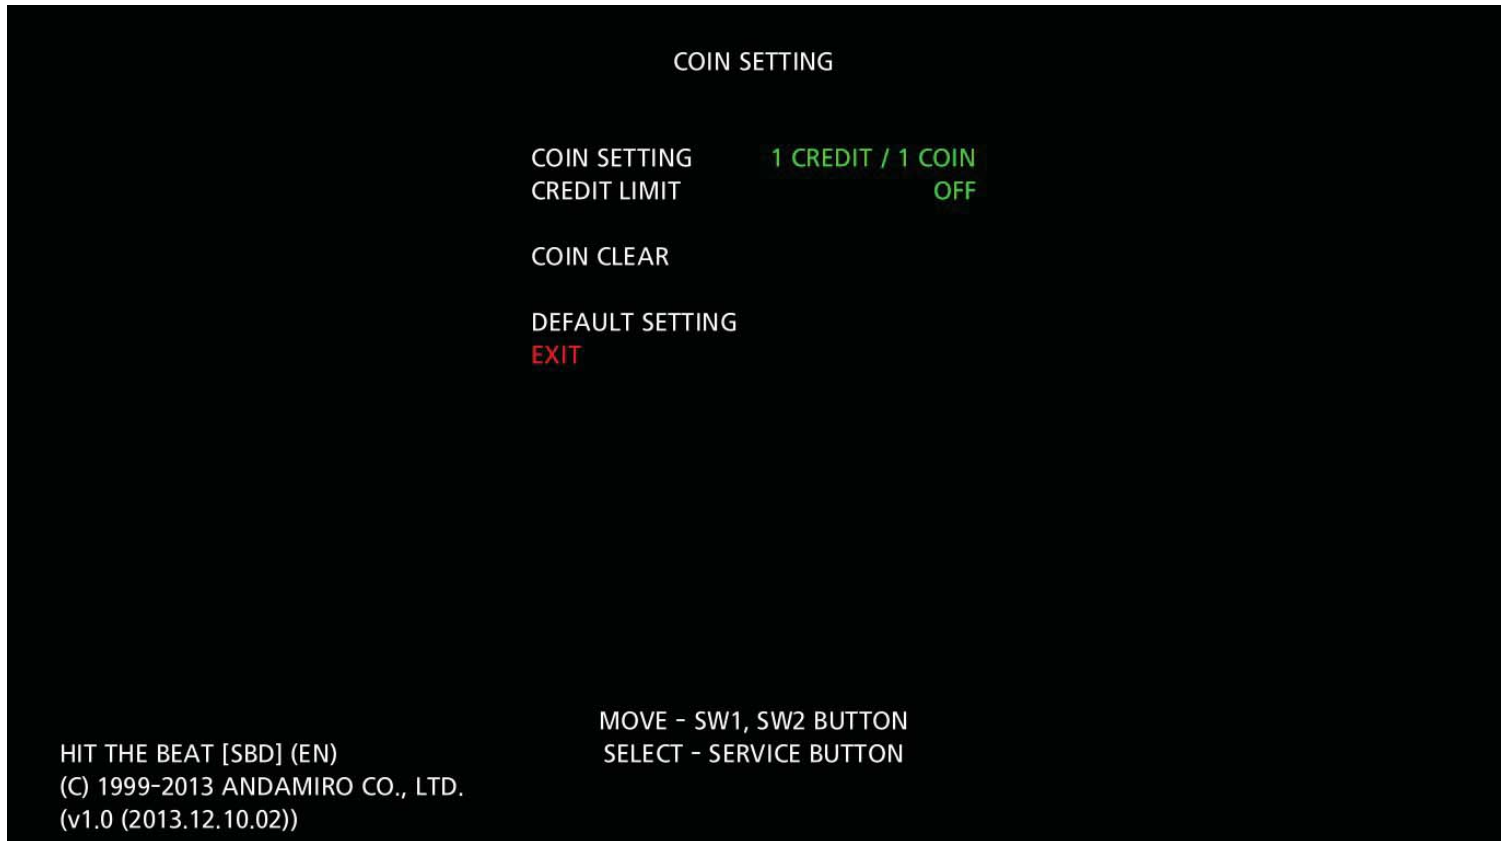 COIN SETTING
COIN SETTING 1 CREDIT / 1 COIN
CREDIT LIMIT OFF
COIN CLEAR
DEFAULT SETTING
EXIT
MOVE - SW1, SW2 BUTTON
HIT THE BEAT [SBD] (EN) SELECT - SERVICE BUTTON
(C) 1999-2013 ANDAMIRO CO., LTD.
(v1.0 (2013.12.10.02))